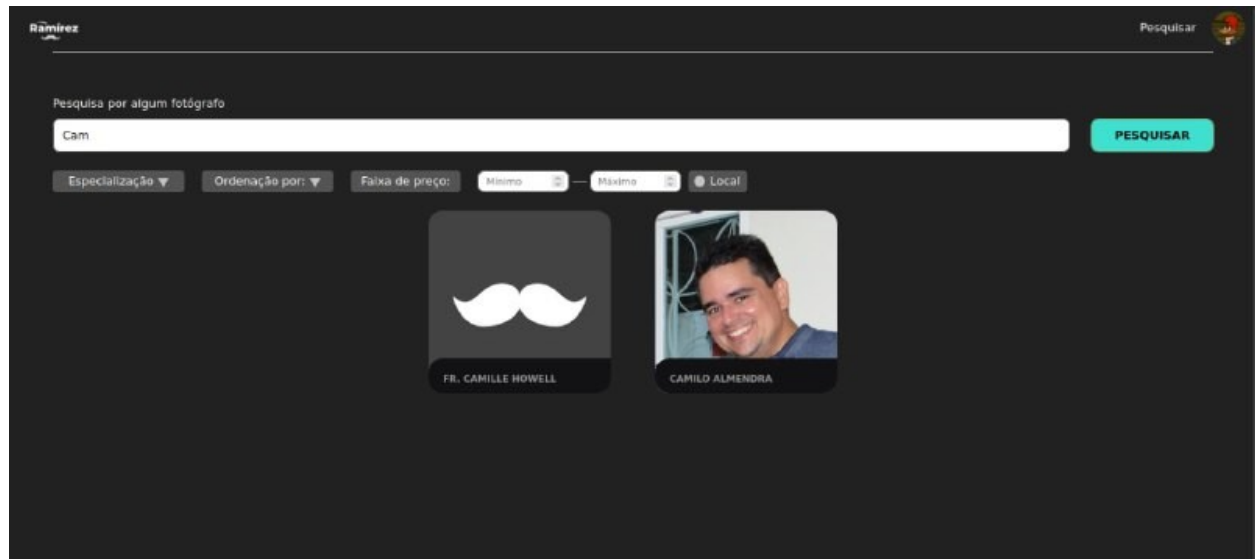 Ramírez
Pesquisar
Pesquisa por algum fotógrafo
Cam
PESQUISAR
Especialização
Ordenação por:
Faixa de preço:
Mínimo
—
Máximo
Local
FR. CAMILLE HOWELL
CAMILO ALMENDRA